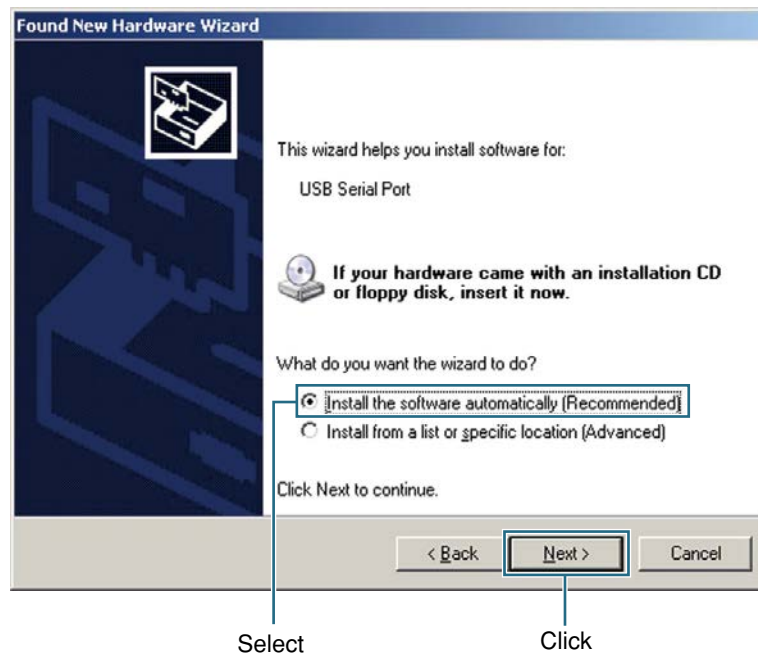 Found New Hardware Wizard
This wizard helps you install software for:
USB Serial Port
If your hardware came with an installation CD
or floppy disk, insert it now.
What do you want the wizard to do?
Install the software automatically (Recommended)
Install from a list or specific location (Advanced)
Click Next to continue.
< Back Next > Cancel
Select Click